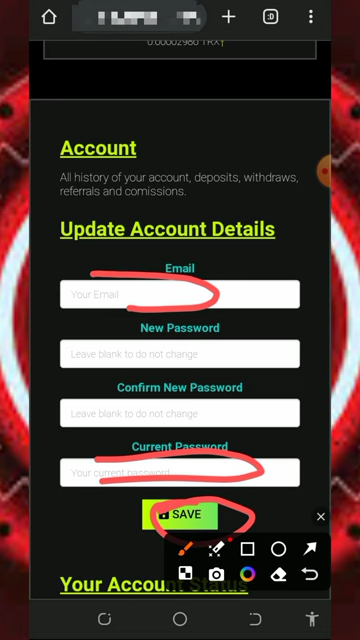 0.00002980 TRXY
Account
All history of your account, deposits, withdraws,
referrals and comissions.
Update Account Details
Email
Your Email
New Password
Leave blank to do not change
Confirm New Password
Leave blank to do not change
Current Password
Your current password
SAVE
Your Account Status